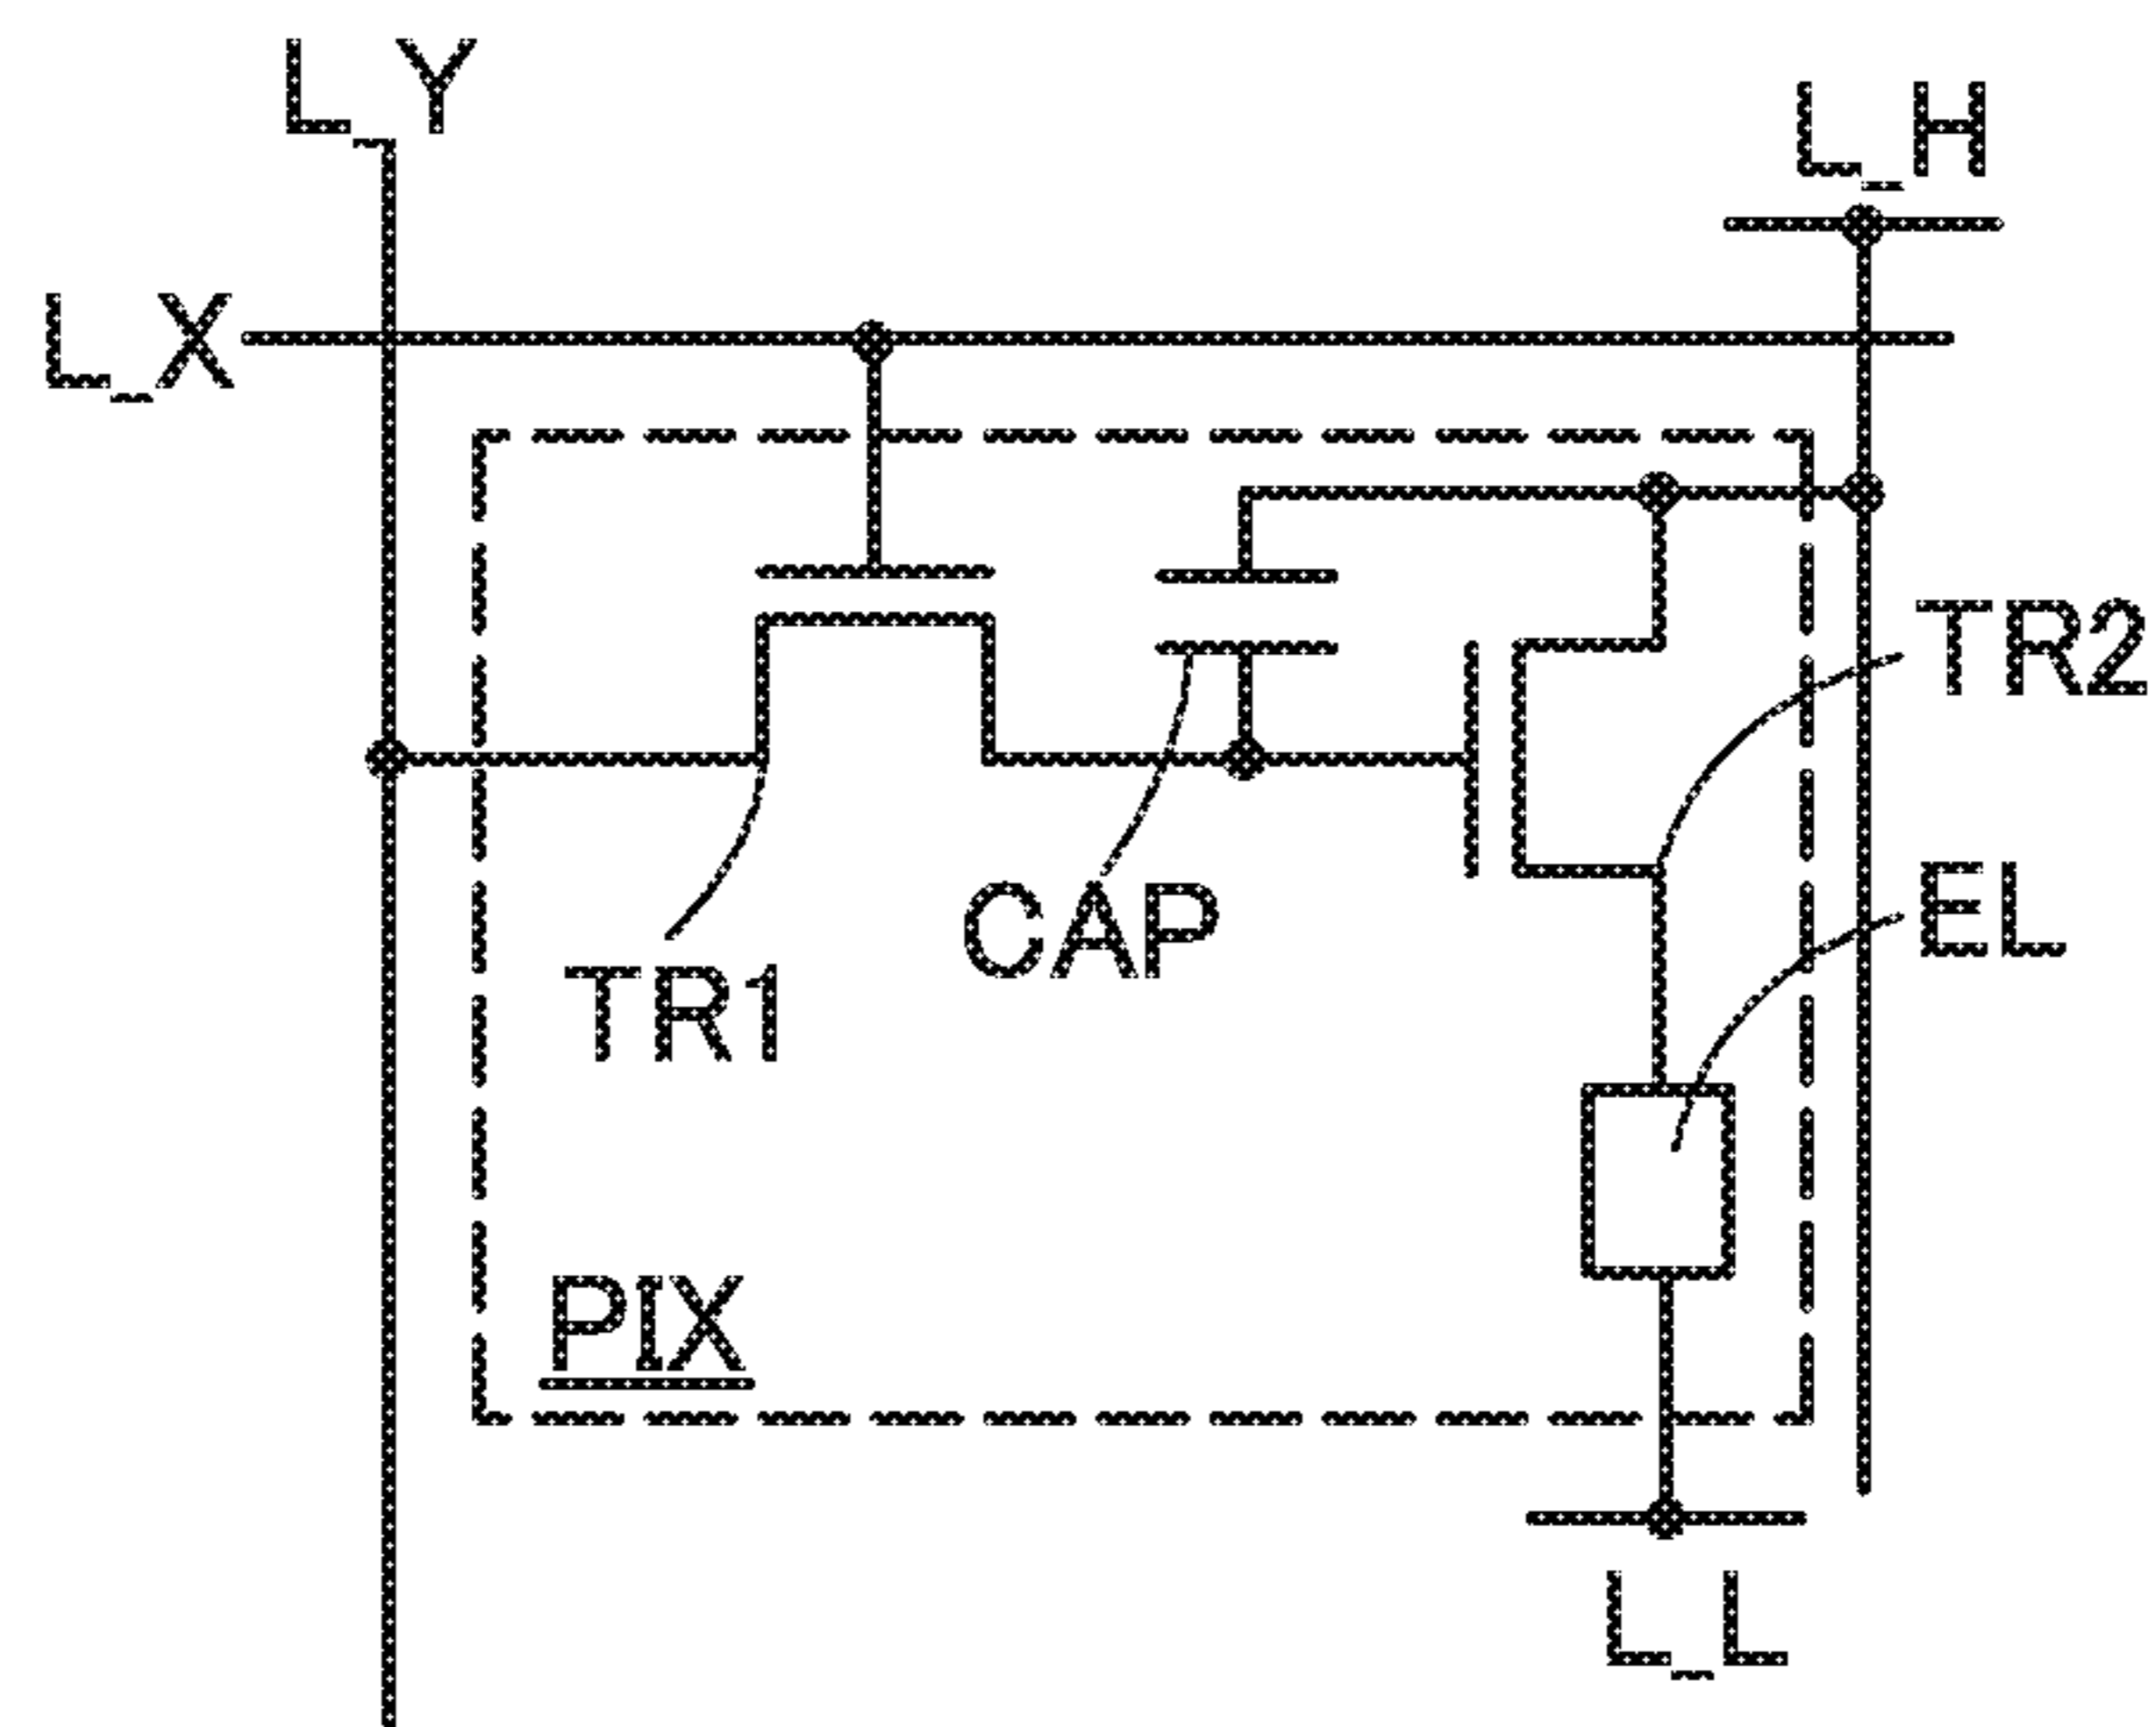 L_Y
L_H
L_X
TR2
EL
CAP
TR1
PIX
L_L